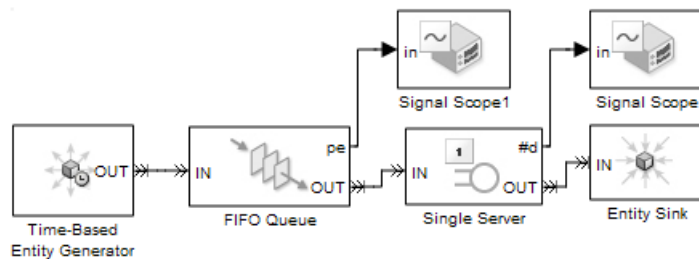 in
Signal Scope1
in
Signal Scope
OUT
Time-Based
Entity Generator
IN
pe
OUT
FIFO Queue
IN
1
#d
OUT
Single Server
IN
Entity Sink